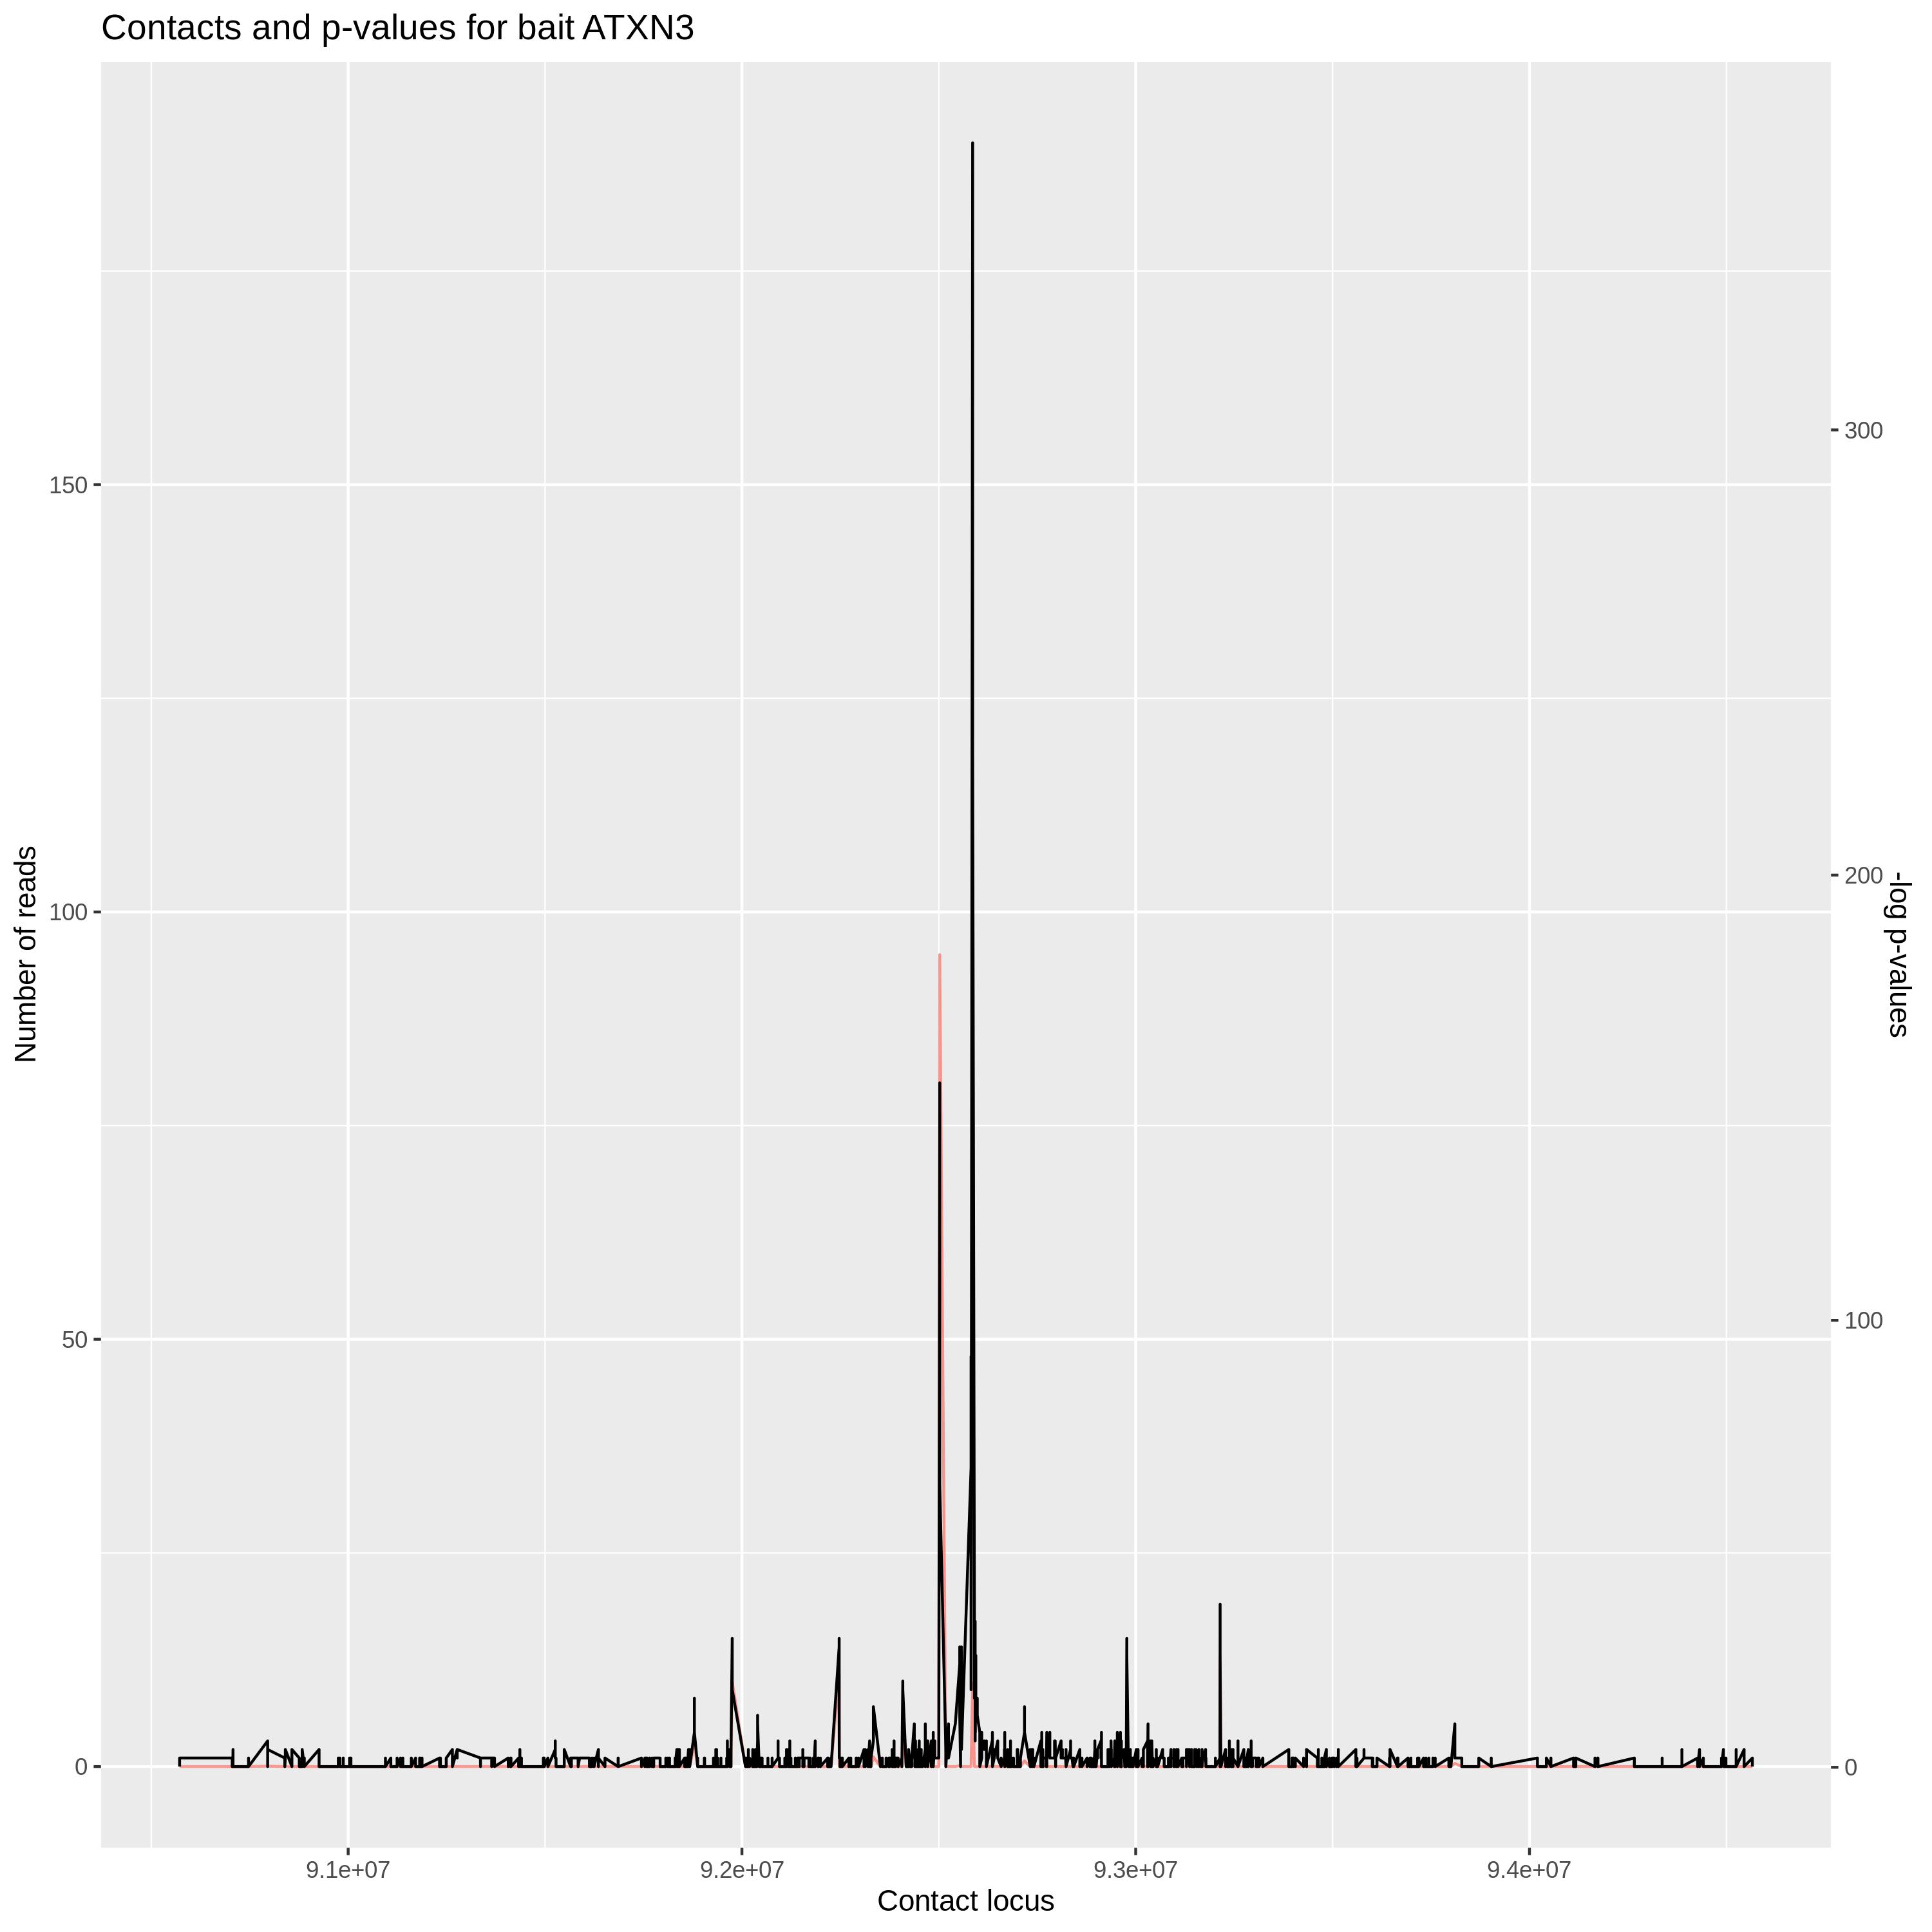 Contacts and p-values for bait ATXN3
Number of reads
150
100
50
0
300
200
100
0
-log p-values
9.1e+07
9.2e+07
9.3e+07
9.4e+07
Contact locus